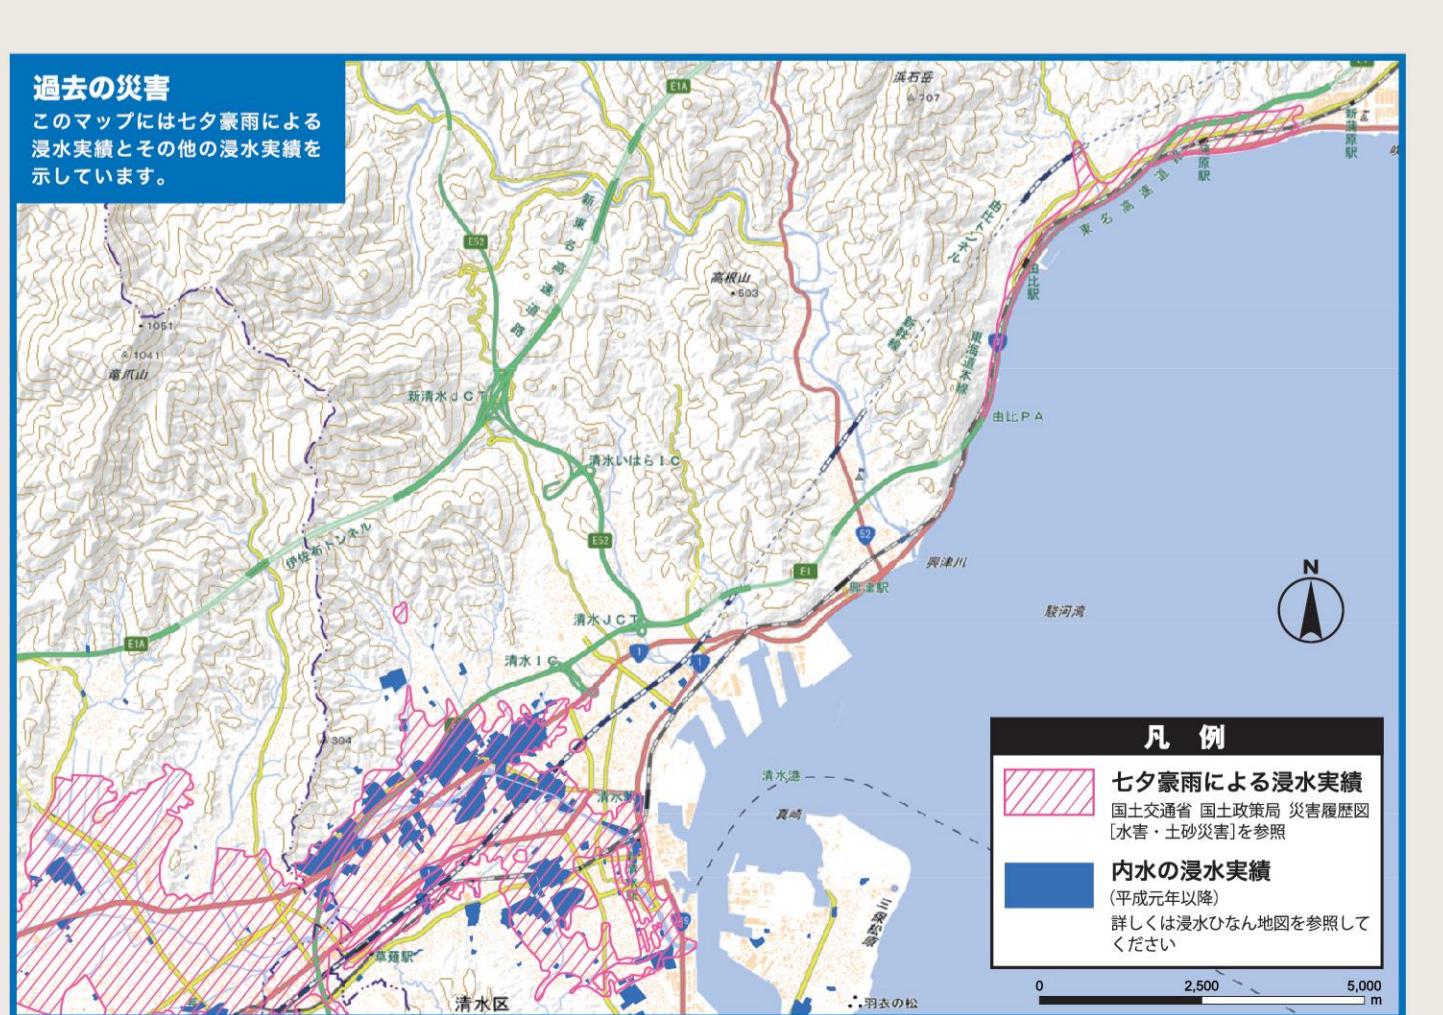 過去の災害
このマップには七夕豪雨による
浸水実績とその他の浸水実績を
示しています。
E1A
浜石岳
707
新蒲原駅
蒲原駅
東名高速道路
由比トンネル
新東名高速道路
E52
高根山
503
由比駅
1051
1041
竜爪山
新幹線
東海道本線
新清水JCT
由比PA
清水いはらIC
伊佐布トンネル
E52
52
興津川
E1
興津駅
N
駿河湾
清水JCT
E1A
1
1
清水IC
304
清水港
清水駅
真崎
凡 例
七夕豪雨による浸水実績
国土交通省 国土政策局 災害履歴図
[水害・土砂災害]を参照
内水の浸水実績
(平成元年以降)
詳しくは浸水ひなん地図を参照して
ください
三保松原
草薙駅
清水区
羽衣の松
0 2,500 5,000
m